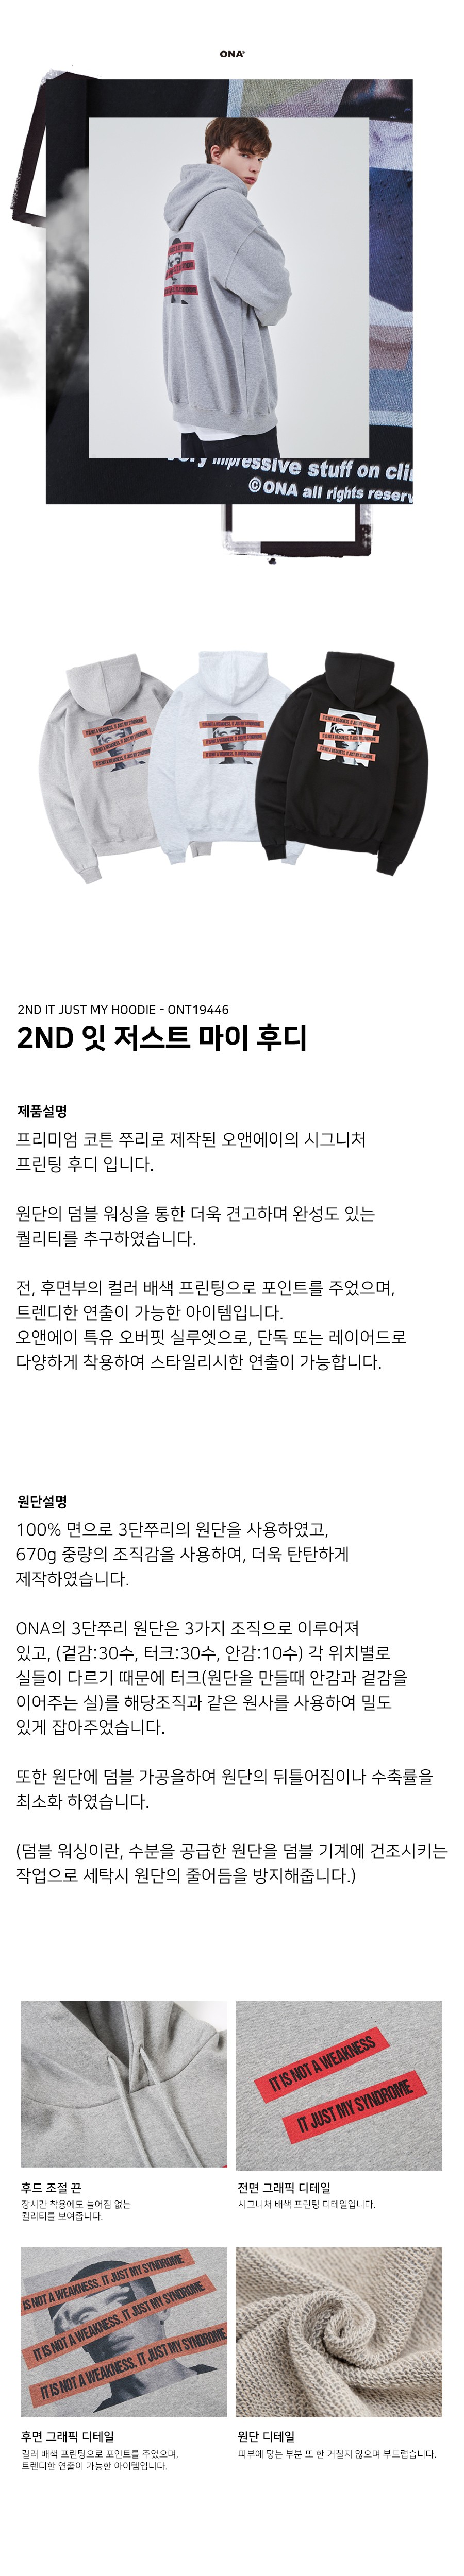 ONA
very impressive stuff on cli
©ONA all rights reserv
IT IS NOT A WEAKNESS. IT JUST MY SYNDROME
IT IS NOT A WEAKNESS. IT JUST MY SYNDROME
IT IS NOT A WEAKNESS. IT JUST MY SYNDROME
2ND IT JUST MY HOODIE - ONT19446
2ND 잇 저스트 마이 후디
제품설명
프리미엄 코튼 쭈리로 제작된 오앤에이의 시그니처
프린팅 후디 입니다.
원단의 덤블 워싱을 통한 더욱 견고하며 완성도 있는
퀄리티를 추구하였습니다.
전, 후면부의 컬러 배색 프린팅으로 포인트를 주었으며,
트렌디한 연출이 가능한 아이템입니다.
오앤에이 특유 오버핏 실루엣으로, 단독 또는 레이어드로
다양하게 착용하여 스타일리시한 연출이 가능합니다.
원단설명
100% 면으로 3단쭈리의 원단을 사용하였고,
670g 중량의 조직감을 사용하여, 더욱 탄탄하게
제작하였습니다.
ONA의 3단쭈리 원단은 3가지 조직으로 이루어져
있고, (겉감:30수, 터크:30수, 안감:10수) 각 위치별로
실들이 다르기 때문에 터크(원단을 만들때 안감과 겉감을
이어주는 실)를 해당조직과 같은 원사를 사용하여 밀도
있게 잡아주었습니다.
또한 원단에 덤블 가공을하여 원단의 뒤틀어짐이나 수축률을
최소화 하였습니다.
(덤블 워싱이란, 수분을 공급한 원단을 덤블 기계에 건조시키는
작업으로 세탁시 원단의 줄어듬을 방지해줍니다.)
IT IS NOT A WEAKNESS
IT JUST MY SYNDROME
후드 조절 끈
장시간 착용에도 늘어짐 없는
퀄리티를 보여줍니다.
전면 그래픽 디테일
시그니처 배색 프린팅 디테일입니다.
IS NOT A WEAKNESS. IT JUST MY SYNDROME
IT IS NOT A WEAKNESS. IT JUST MY SYNDROME
IT IS NOT A WEAKNESS. IT JUST MY SYNDROME
후면 그래픽 디테일
컬러 배색 프린팅으로 포인트를 주었으며,
트렌디한 연출이 가능한 아이템입니다.
원단 디테일
피부에 닿는 부분 또 한 거칠지 않으며 부드럽습니다.